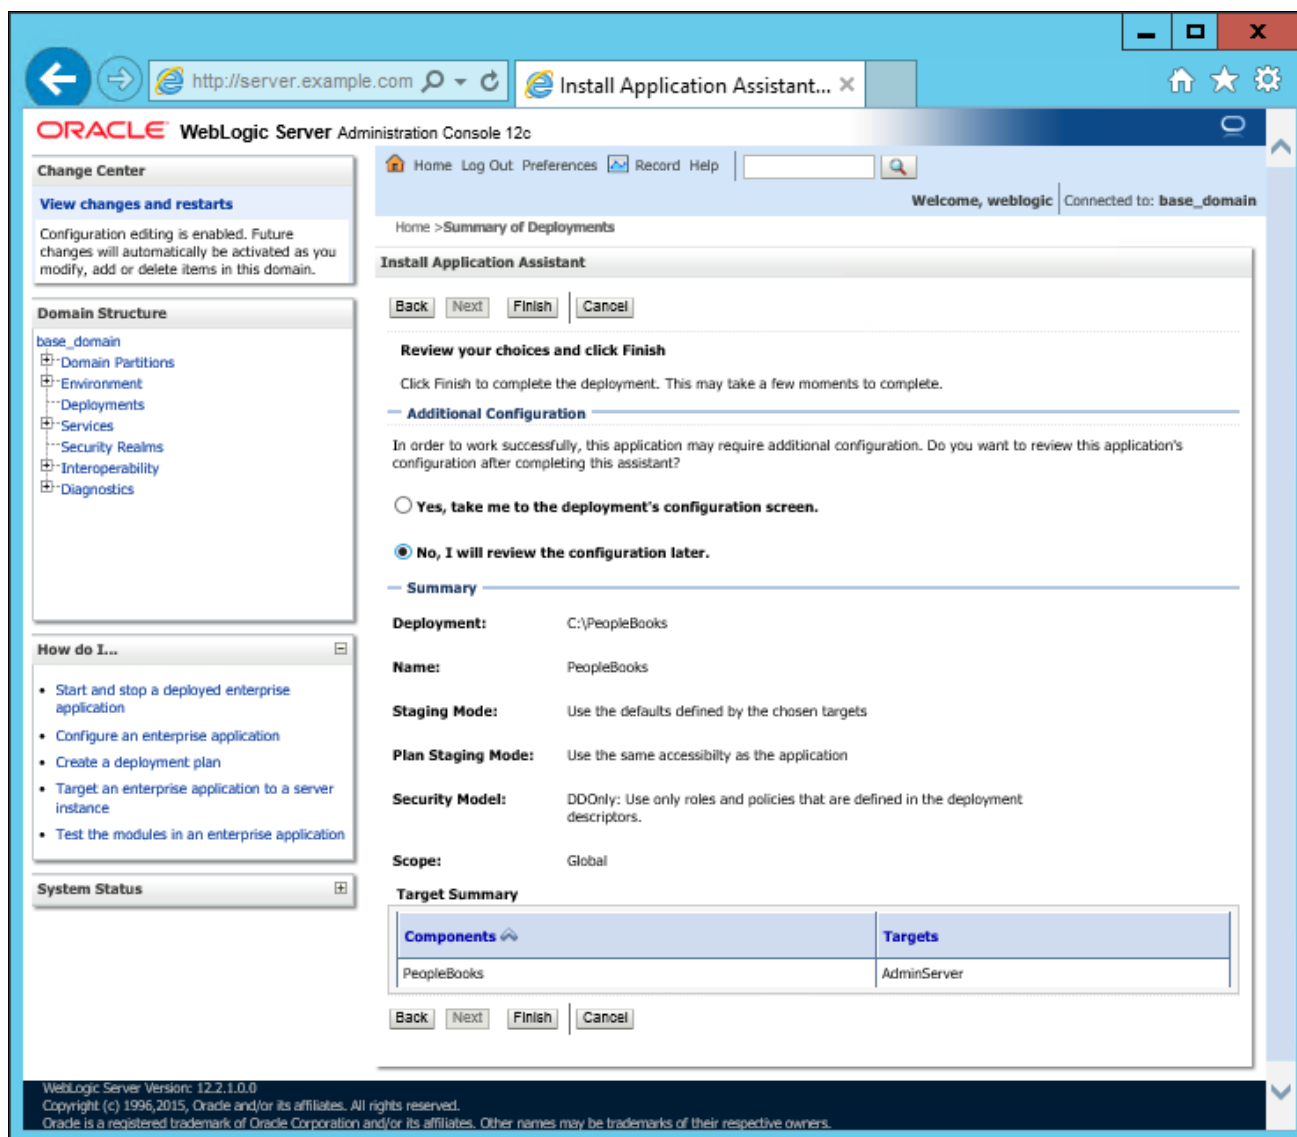 http://server.example.com
Install Application Assistant...
ORACLE WebLogic Server Administration Console 12c
Change Center
View changes and restarts
Configuration editing is enabled. Future
changes will automatically be activated as you
modify, add or delete items in this domain.
Domain Structure
base_domain
Domain Partitions
Environment
Deployments
Services
Security Realms
Interoperability
Diagnostics
How do I...
Start and stop a deployed enterprise
application
Configure an enterprise application
Create a deployment plan
Target an enterprise application to a server
instance
Test the modules in an enterprise application
System Status
Home Log Out Preferences Record Help
Welcome, weblogic Connected to: base_domain
Home >Summary of Deployments
Install Application Assistant
Back Next Finish Cancel
Review your choices and click Finish
Click Finish to complete the deployment. This may take a few moments to complete.
Additional Configuration
In order to work successfully, this application may require additional configuration. Do you want to review this application's
configuration after completing this assistant?
Yes, take me to the deployment's configuration screen.
No, I will review the configuration later.
Summary
Deployment: C:\PeopleBooks
Name: PeopleBooks
Staging Mode: Use the defaults defined by the chosen targets
Plan Staging Mode: Use the same accessibilty as the application
Security Model: DDOnly: Use only roles and policies that are defined in the deployment
descriptors.
Scope: Global
Target Summary
Components Targets
PeopleBooks AdminServer
Back Next Finish Cancel
WebLogic Server Version: 12.2.1.0.0
Copyright (c) 1996,2015, Oracle and/or its affiliates. All rights reserved.
Oracle is a registered trademark of Oracle Corporation and/or its affiliates. Other names may be trademarks of their respective owners.